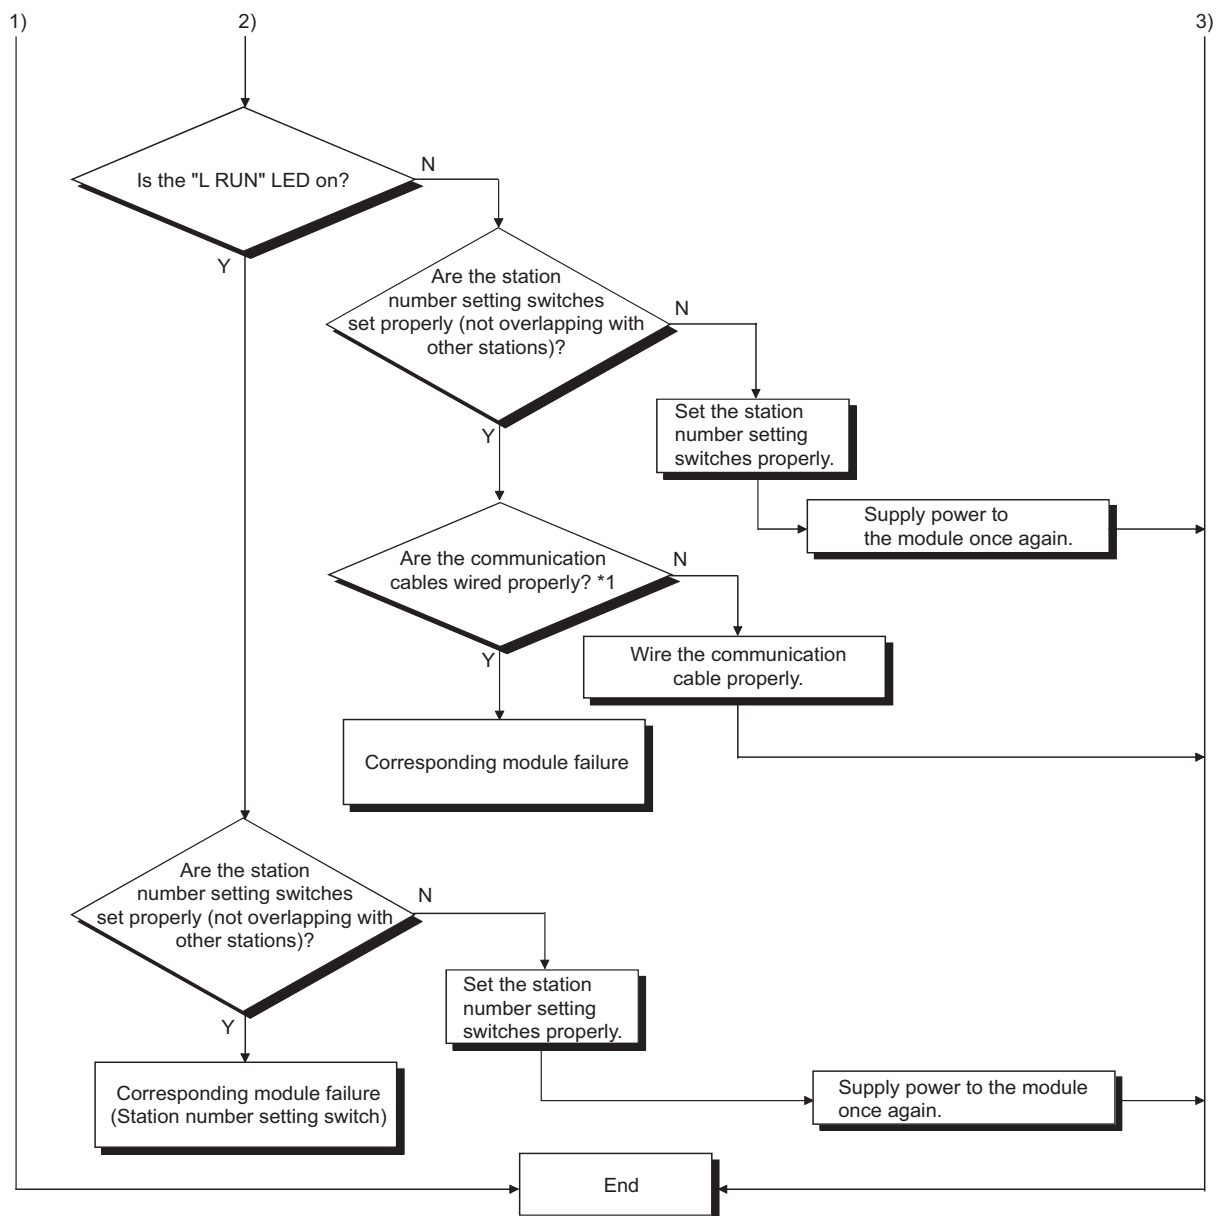 1)
2)
3)
Is the "L RUN" LED on?
N
Y
Are the station
number setting switches
set properly (not overlapping with
other stations)?
N
Y
Set the station
number setting
switches properly.
Supply power to
the module once again.
Are the communication
cables wired properly? *1
N
Y
Wire the communication
cable properly.
Corresponding module failure
Are the station
number setting switches
set properly (not overlapping with
other stations)?
N
Y
Set the station
number setting
switches properly.
Corresponding module failure
(Station number setting switch)
Supply power to the module
once again.
End